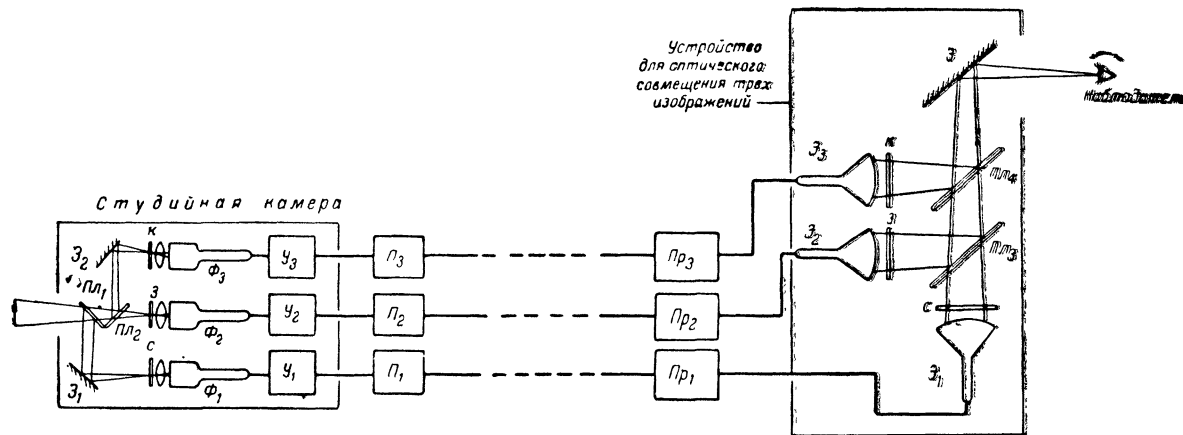 Устройство
для оптического
совмещения трех
изображений
З
наблюдатель
Э3
К
пл4
Студийная камера
К
З2
Ф3
У3
П3
Пр3
Э2
З
пл3
Пл1
З
Пл2
Ф2
У2
П2
Пр2
С
С
З1
Ф1
У1
П1
Пр1
Э1